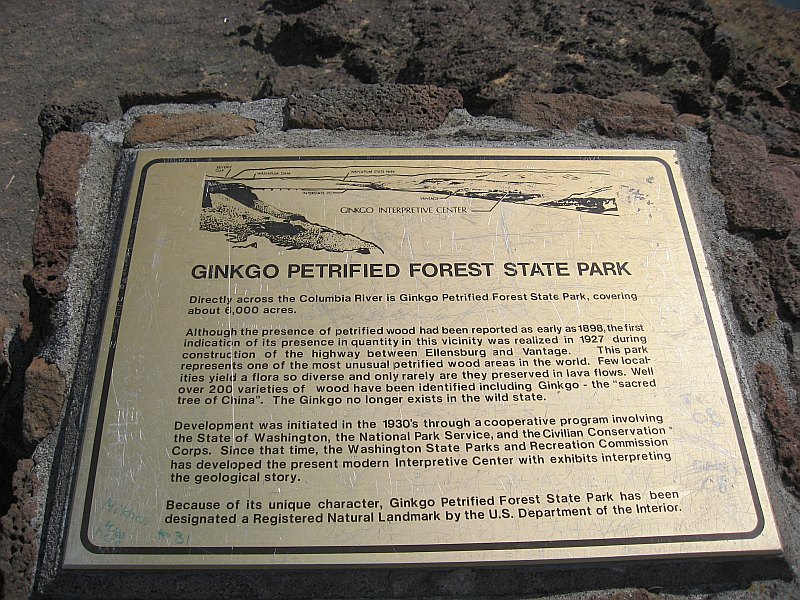 WANAPUM DAM
WANAPUM STATE PARK
INTERSTATE 90
VANTAGE
GINKGO INTERPRETIVE CENTER
GINKGO PETRIFIED FOREST STATE PARK
Directly across the Columbia River is Ginkgo Petrified Forest State Park, covering
about 6,000 acres.
Although the presence of petrified wood had been reported as early as 1898, the first
indication of its presence in quantity in this vicinity was realized in 1927 during
construction of the highway between Ellensburg and Vantage. This park
represents one of the most unusual petrified wood areas in the world. Few local-
ities yield a flora so diverse and only rarely are they preserved in lava flows. Well
over 200 varieties of wood have been identified including Ginkgo - the "sacred
tree of China". The Ginkgo no longer exists in the wild state.
Development was initiated in the 1930's through a cooperative program involving
the State of Washington, the National Park Service, and the Civilian Conservation
Corps. Since that time, the Washington State Parks and Recreation Commission
has developed the present modern Interpretive Center with exhibits interpreting
the geological story.
Because of its unique character, Ginkgo Petrified Forest State Park has been
designated a Registered Natural Landmark by the U.S. Department of the Interior.